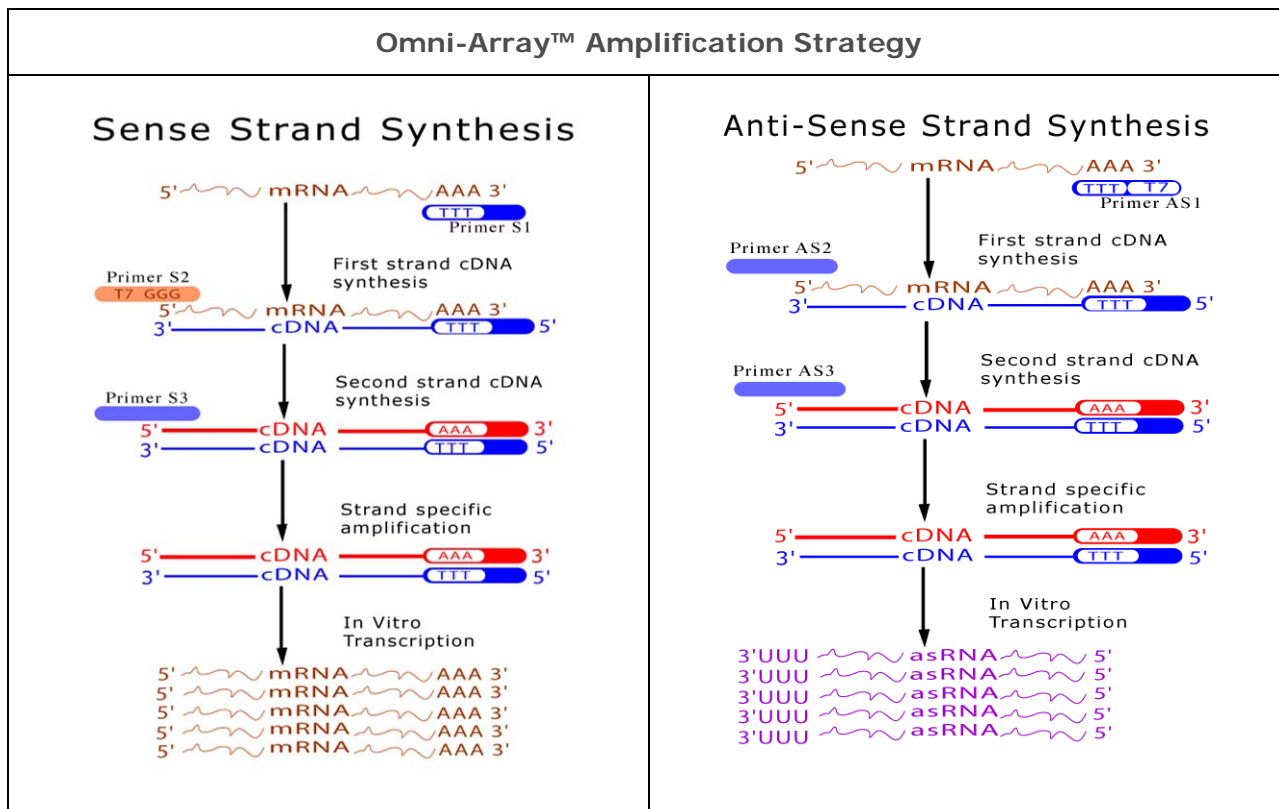 Omni-Array™ Amplification Strategy
Sense Strand Synthesis
5' mRNA AAA 3'
TTT
Primer S1
First strand cDNA
synthesis
Primer S2
T7 GGG
mRNA AAA 3'
3' cDNA TTT 5'
Second strand cDNA
synthesis
Primer S3
5' cDNA AAA 3'
3' cDNA TTT 5'
Strand specific
amplification
5' cDNA AAA 3'
3' cDNA TTT 5'
In Vitro
Transcription
5' mRNA AAA 3'
5' mRNA AAA 3'
5' mRNA AAA 3'
5' mRNA AAA 3'
5' mRNA AAA 3'
Anti-Sense Strand Synthesis
5' mRNA AAA 3'
TTT T7
Primer AS1
First strand cDNA
synthesis
Primer AS2
mRNA AAA 3'
3' cDNA TTT 5'
Second strand cDNA
synthesis
Primer AS3
5' cDNA AAA 3'
3' cDNA TTT 5'
Strand specific
amplification
5' cDNA AAA 3'
3' cDNA TTT 5'
In Vitro
Transcription
3'UUU asRNA 5'
3'UUU asRNA 5'
3'UUU asRNA 5'
3'UUU asRNA 5'
3'UUU asRNA 5'